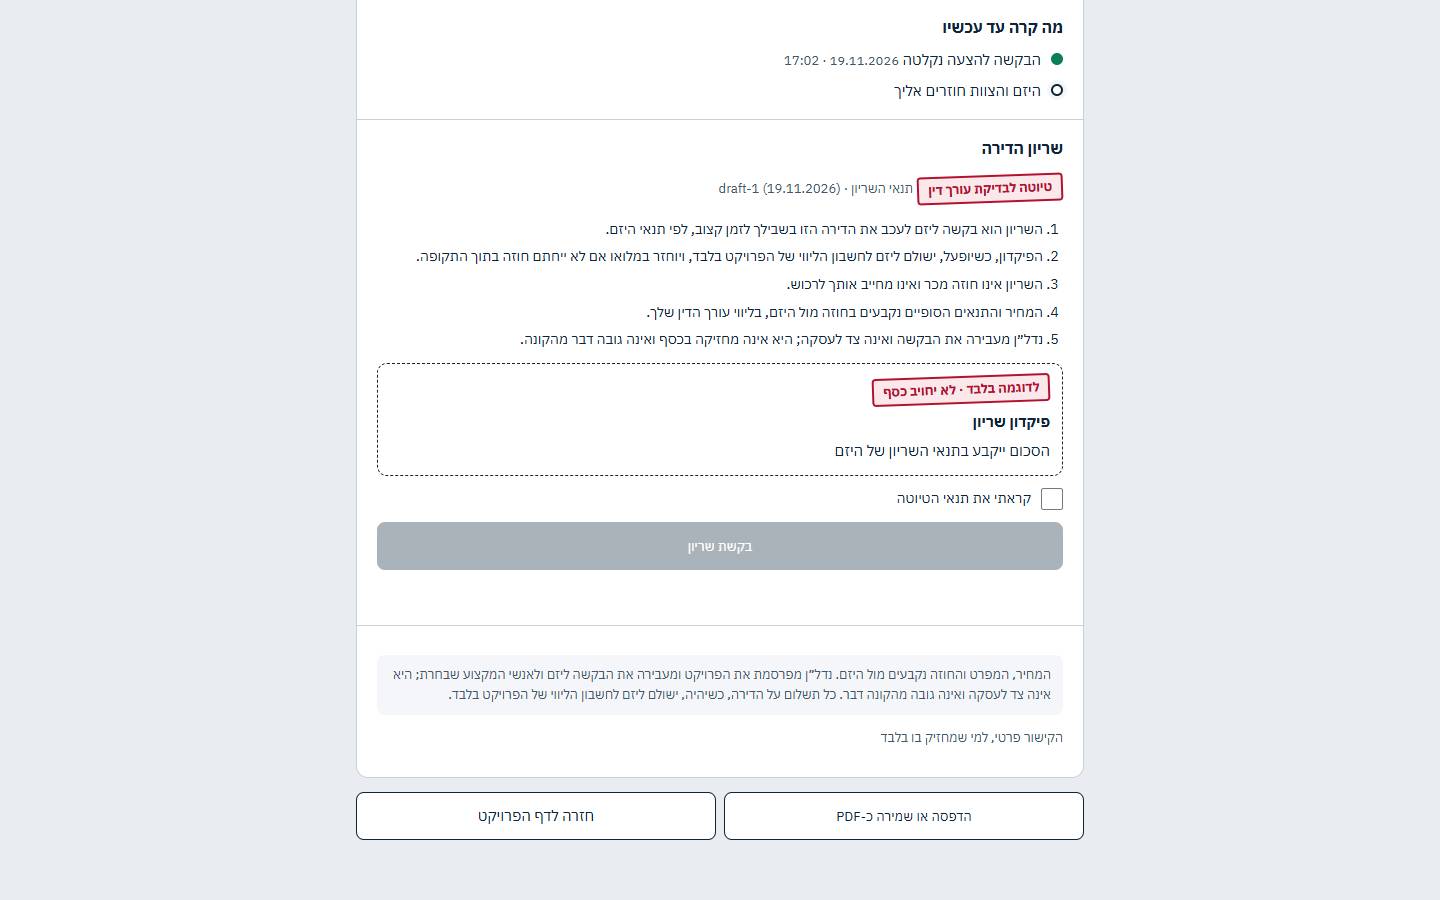 מה קרה עד עכשיו
הבקשה להצעה נקלטה 19.11.2026 · 17:02
היזם והצוות חוזרים אליך
שריון הדירה
טיוטה לבדיקת עורך דין תנאי השריון · draft-1 (19.11.2026)
1. השריון הוא בקשה ליזם לעכב את הדירה הזו בשבילך לזמן קצוב, לפי תנאי היזם.
2. הפיקדון, כשיופעל, ישולם ליזם לחשבון הליווי של הפרויקט בלבד, ויוחזר במלואו אם לא ייחתם חוזה בתוך התקופה.
3. השריון אינו חוזה מכר ואינו מחייב אותך לרכוש.
4. המחיר והתנאים הסופיים נקבעים בחוזה מול היזם, בליווי עורך הדין שלך.
5. נדל״ן מעבירה את הבקשה ואינה צד לעסקה; היא אינה מחזיקה בכסף ואינה גובה דבר מהקונה.
לדוגמה בלבד · לא יחויב כסף
פיקדון שריון
הסכום ייקבע בתנאי השריון של היזם
קראתי את תנאי הטיוטה
בקשת שריון
המחיר, המפרט והחוזה נקבעים מול היזם. נדל״ן מפרסמת את הפרויקט ומעבירה את הבקשה ליזם ולאנשי המקצוע שבחרת; היא
אינה צד לעסקה ואינה גובה מהקונה דבר. כל תשלום על הדירה, כשיהיה, ישולם ליזם לחשבון הליווי של הפרויקט בלבד.
הקישור פרטי, למי שמחזיק בו בלבד
הדפסה או שמירה כ-PDF
חזרה לדף הפרויקט